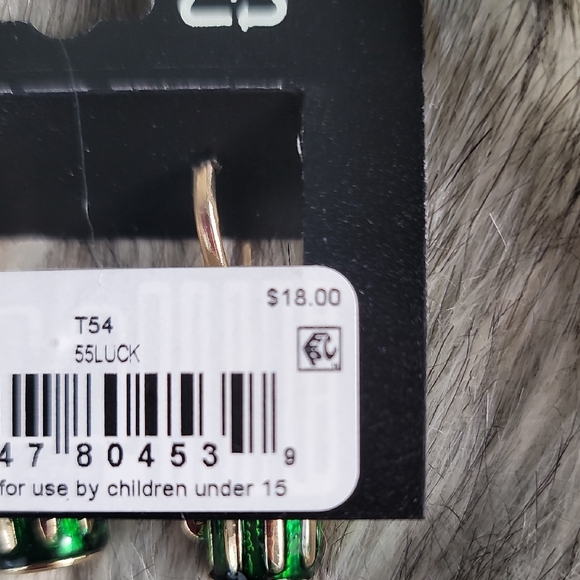 $18.00
T54
55LUCK
47 80453 9
for use by children under 15